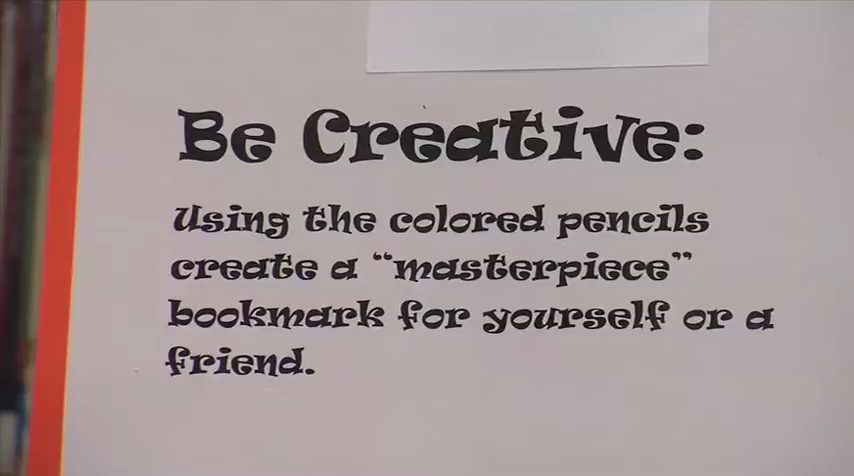 Be Creative:
Using the colored pencils
create a “masterpiece”
bookmark for yourself or a
friend.